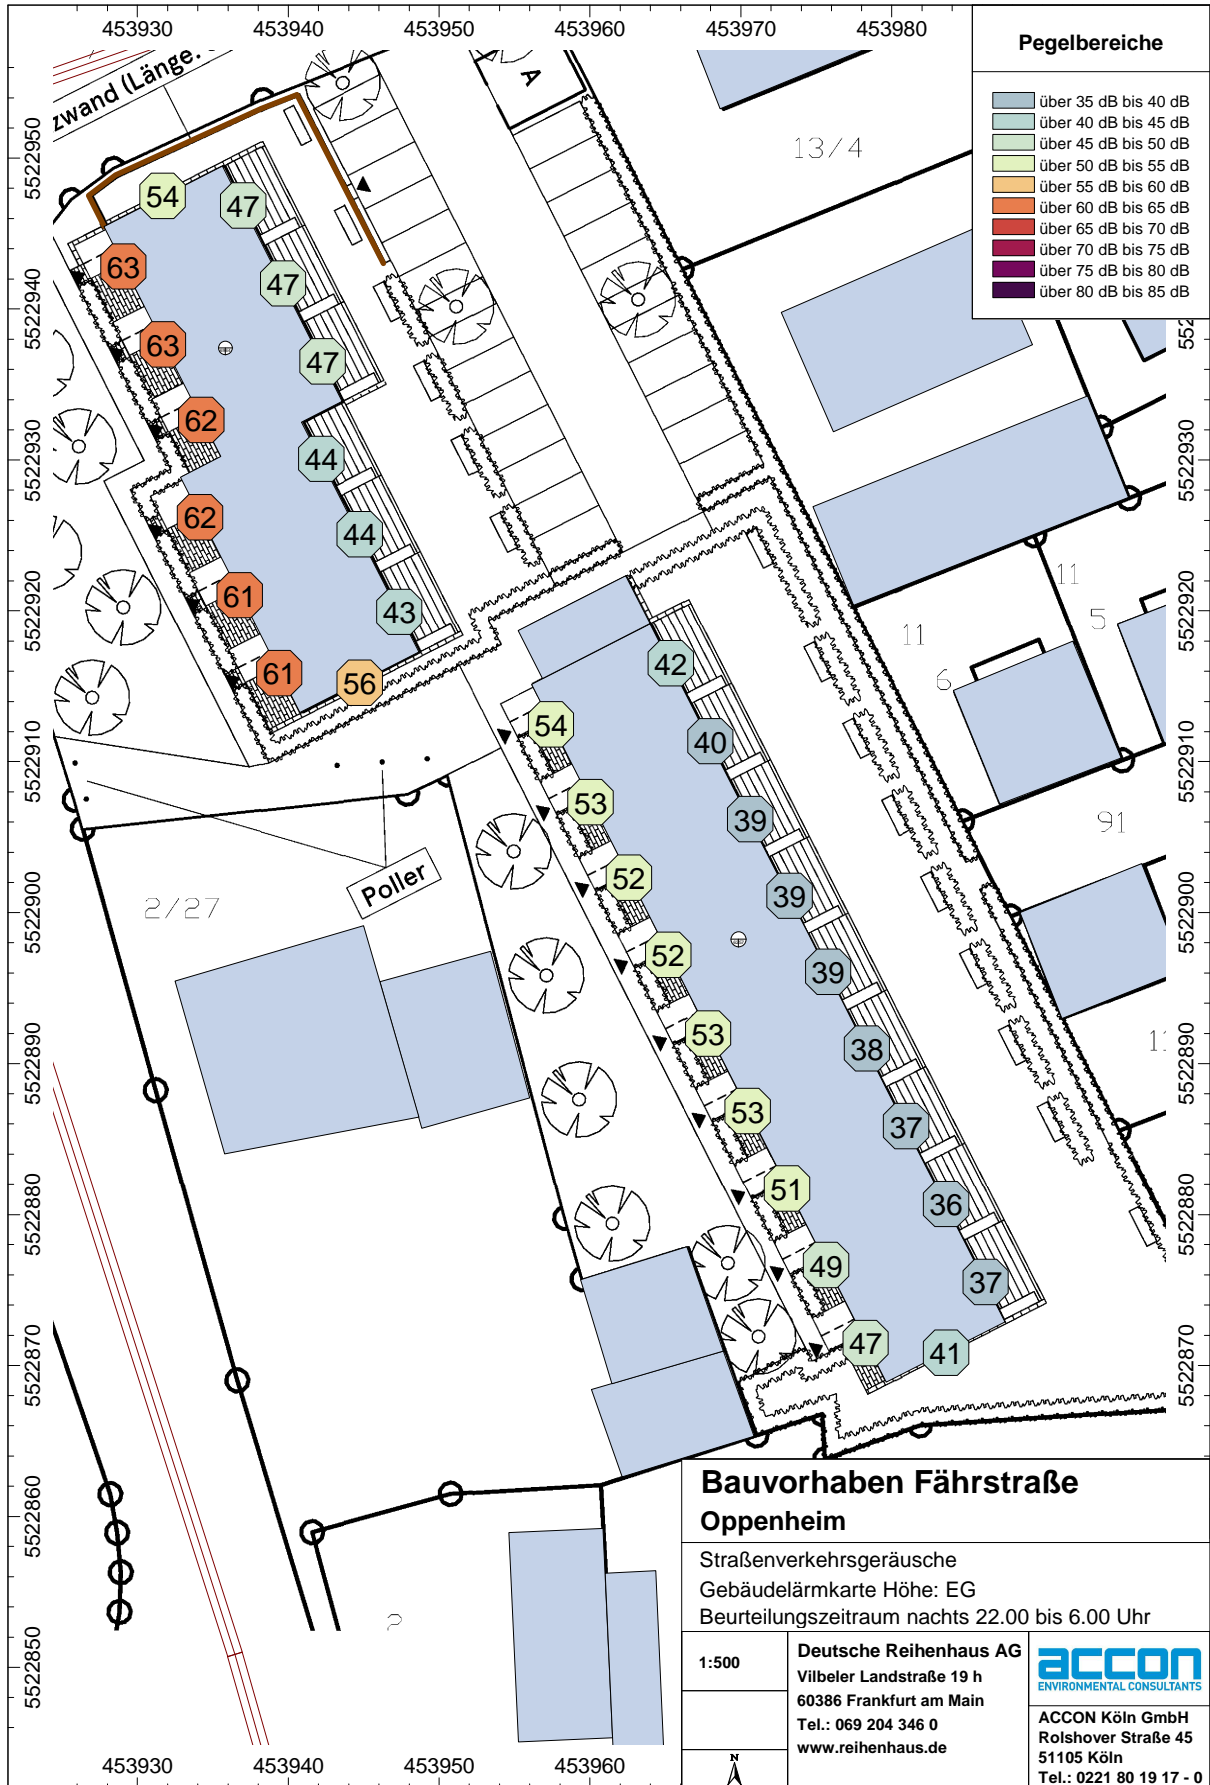 453930 453940 453950 453960 453970 453980
Pegelbereiche
über 35 dB bis 40 dB
über 40 dB bis 45 dB
über 45 dB bis 50 dB
über 50 dB bis 55 dB
über 55 dB bis 60 dB
über 60 dB bis 65 dB
über 65 dB bis 70 dB
über 70 dB bis 75 dB
über 75 dB bis 80 dB
über 80 dB bis 85 dB
zwand (Länge:
A
13/4
5522950
5522940
5522930
5522920
5522910
5522900
5522890
5522880
5522870
5522860
5522850
5522940
5522930
5522920
5522910
5522900
5522890
5522880
5522870
54
47
63
47
63
47
62
44
62
44
61
43
61
56
42
54
40
53
39
52
39
52
39
53
38
53
37
51
36
49
37
47
41
11
5
11
6
91
2/27
Poller
2
Bauvorhaben Fährstraße
Oppenheim
Straßenverkehrsgeräusche
Gebäudelärmkarte Höhe: EG
Beurteilungszeitraum nachts 22.00 bis 6.00 Uhr
1:500
Deutsche Reihenhaus AG
Vilbeler Landstraße 19 h
60386 Frankfurt am Main
Tel.: 069 204 346 0
www.reihenhaus.de
accon
ENVIRONMENTAL CONSULTANTS
ACCON Köln GmbH
Rolshover Straße 45
51105 Köln
Tel.: 0221 80 19 17 - 0
N
453930 453940 453950 453960